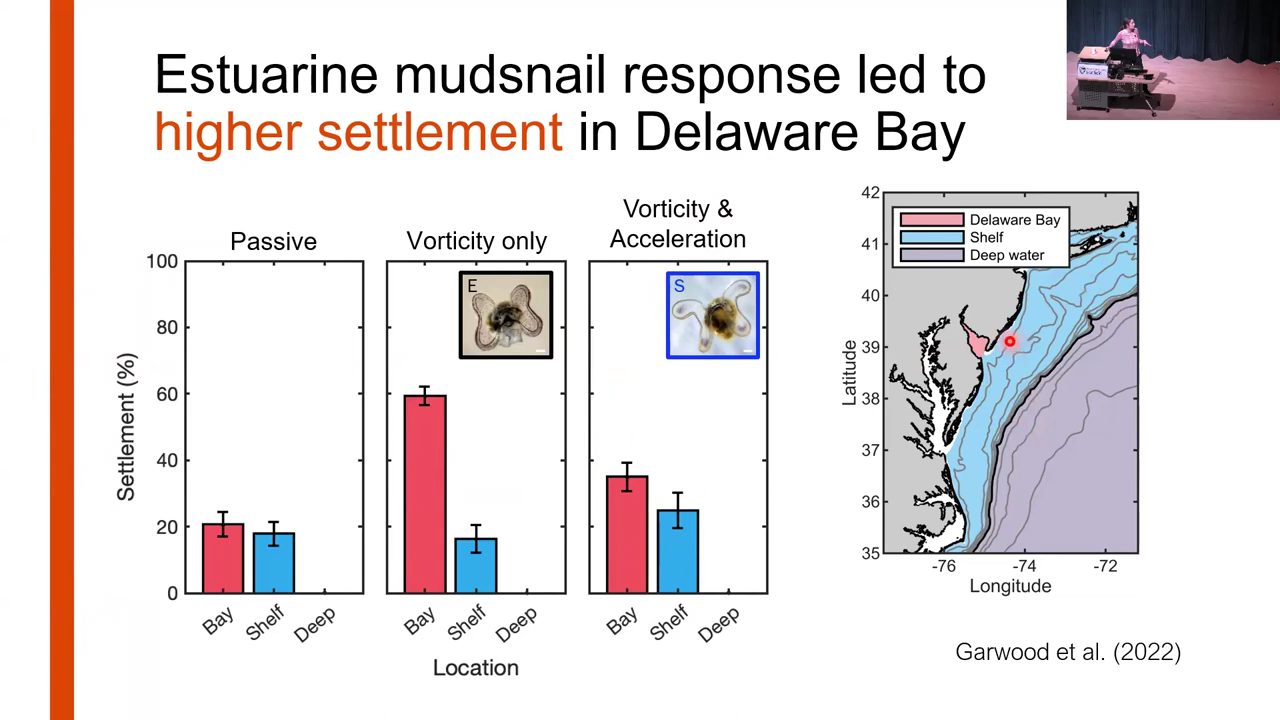 Estuarine mudsnail response led to
higher settlement in Delaware Bay
Passive
Vorticity only
Vorticity &
Acceleration
Settlement (%)
100
80
60
40
20
0
E
S
Bay
Shelf
Deep
Bay
Shelf
Deep
Bay
Shelf
Deep
Location
Delaware Bay
Shelf
Deep water
Latitude
42
41
40
39
38
37
36
35
-76
-74
-72
Longitude
Garwood et al. (2022)